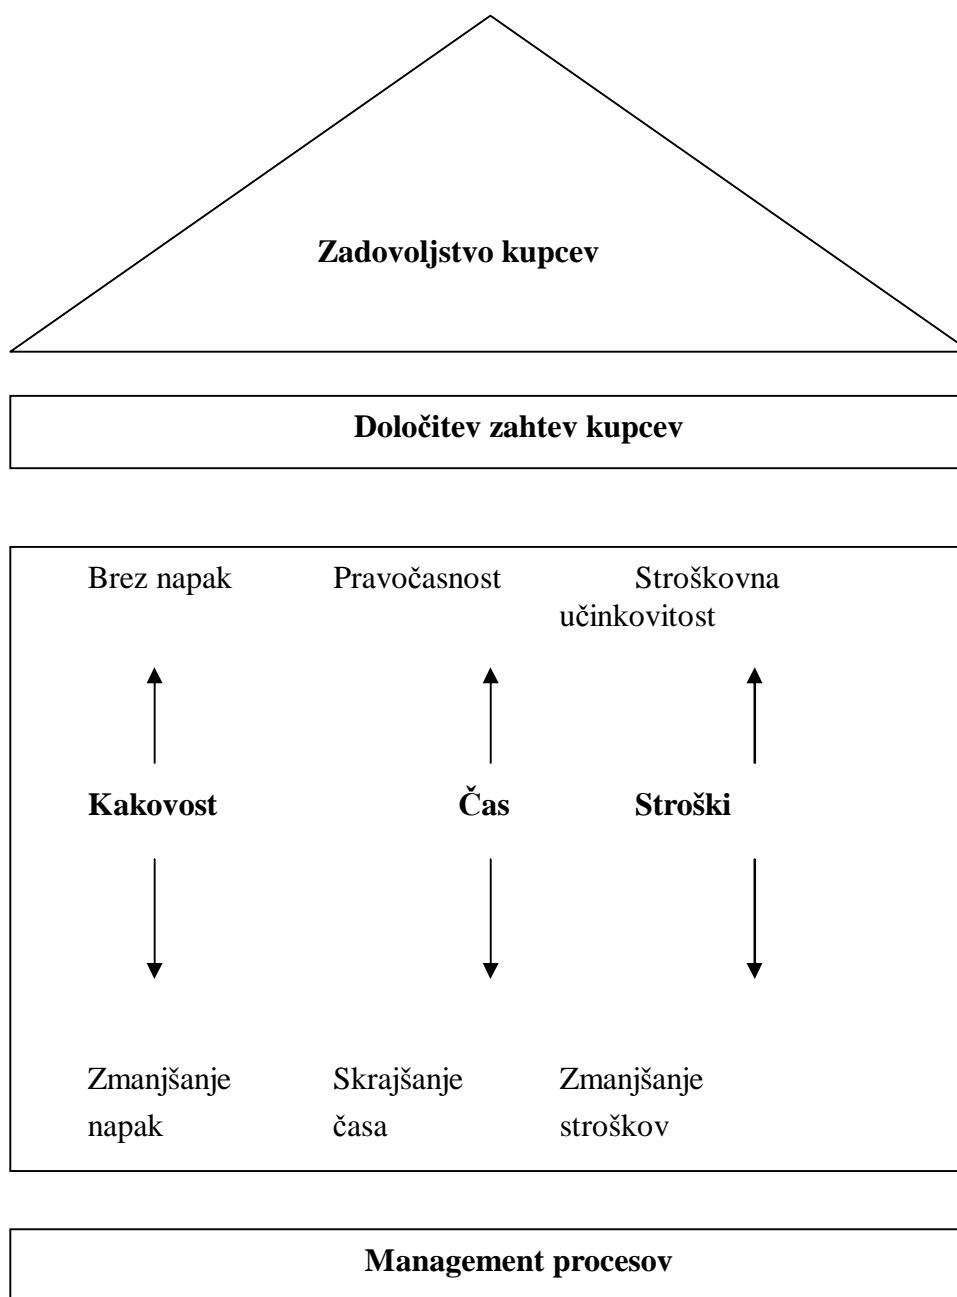 Zadovoljstvo kupcev
Določitev zahtev kupcev
Brez napak Pravočasnost Stroškovna
učinkovitost
Kakovost Čas Stroški
Zmanjšanje Skrajšanje Zmanjšanje
napak časa stroškov
Management procesov